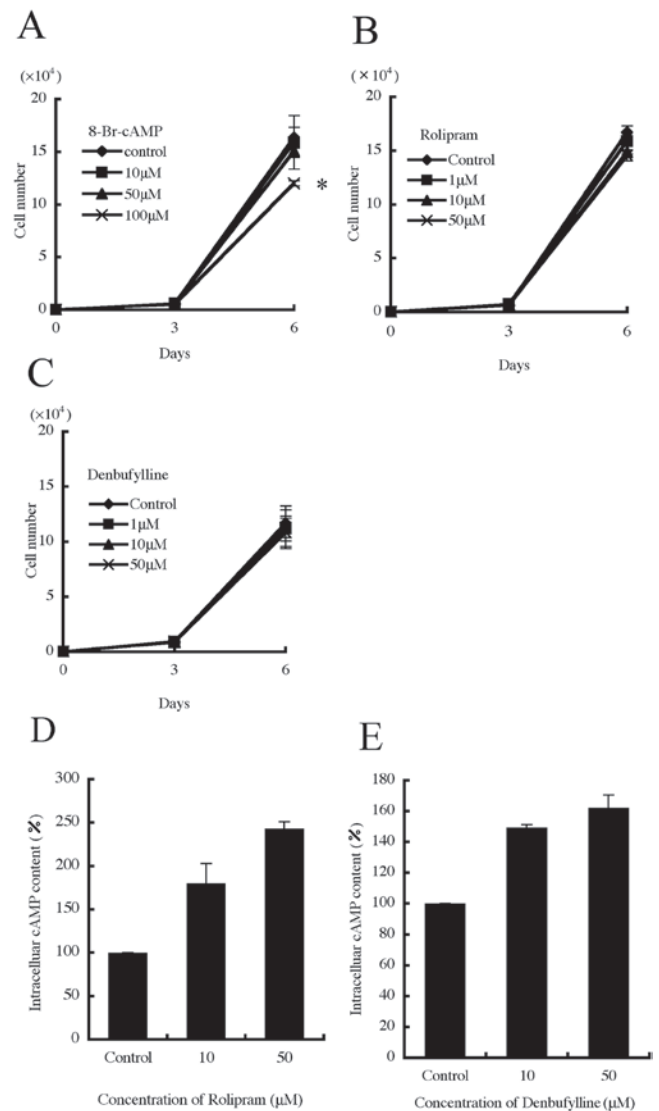 A
(×10⁴)
20
15
10
5
0
Cell number
8-Br-cAMP
control
10μM
50μM
100μM
*
0 3 6
Days
B
(×10⁴)
20
15
10
5
0
Cell number
Rolipram
Control
1μM
10μM
50μM
0 3 6
Days
C
(×10⁴)
20
15
10
5
0
Cell number
Denbufylline
Control
1μM
10μM
50μM
0 3 6
Days
D
300
250
200
150
100
50
0
Intracelluar cAMP content (%)
Control 10 50
Concentration of Rolipram (μM)
E
180
160
140
120
100
80
60
40
20
0
Intracelluar cAMP content (%)
Control 10 50
Concentration of Denbufylline (μM)